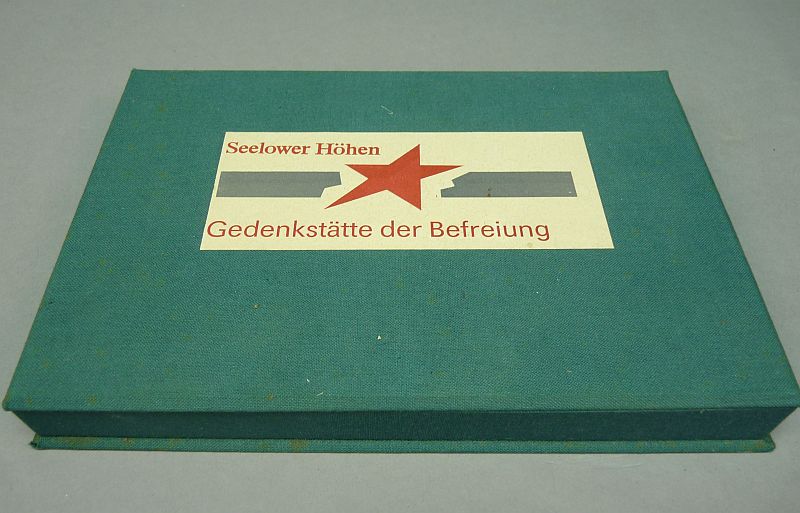 Seelower Höhen
Gedenkstätte der Befreiung